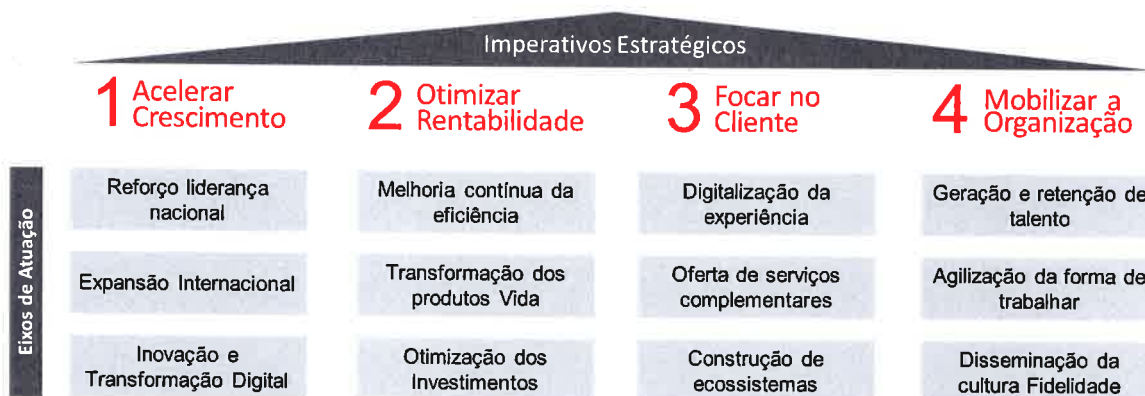 Imperativos Estratégicos
1 Acelerar
Crescimento
2 Otimizar
Rentabilidade
3 Focar no
Cliente
4 Mobilizar a
Organização
Eixos de Atuação
Reforço liderança
nacional
Melhoria contínua da
eficiência
Digitalização da
experiência
Geração e retenção de
talento
Expansão Internacional
Transformação dos
produtos Vida
Oferta de serviços
complementares
Agilização da forma de
trabalhar
Inovação e
Transformação Digital
Otimização dos
Investimentos
Construção de
ecossistemas
Disseminação da
cultura Fidelidade